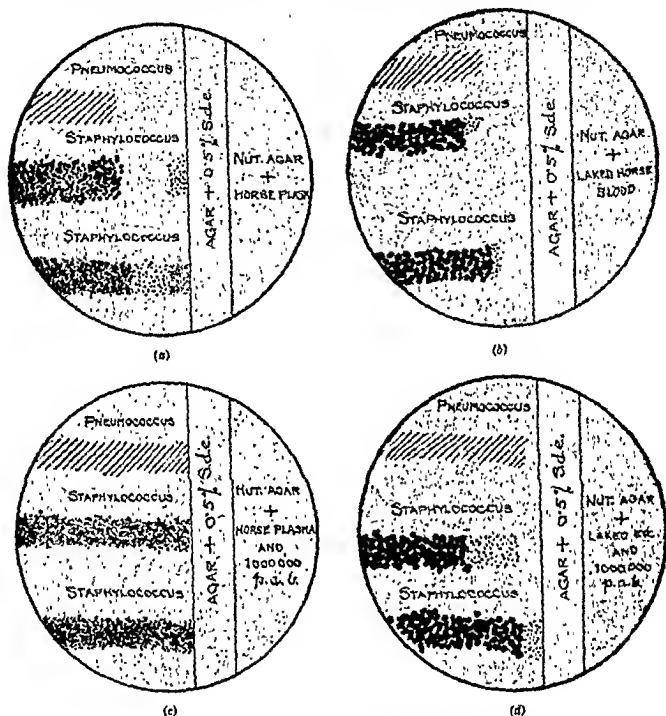 PNEUMOCOCCUS
STAPHYLOCOCCUS
STAPHYLOCOCCUS
AGAR + 0·5% S.d.e.
NUT. AGAR
+
HORSE PLASM
(a)
PNEUMOCOCCUS
STAPHYLOCOCCUS
STAPHYLOCOCCUS
AGAR + 0·5% S.d.e.
NUT. AGAR
+
LAKED HORSE
BLOOD
(b)
PNEUMOCOCCUS
STAPHYLOCOCCUS
STAPHYLOCOCCUS
AGAR + 0·5% S.d.e.
NUT. AGAR
+
HORSE PLASMA
AND
1000000
p.a.b.
(c)
PNEUMOCOCCUS
STAPHYLOCOCCUS
STAPHYLOCOCCUS
AGAR + 0·5% S.d.e.
NUT. AGAR
+
LAKED
AND
1000000
p.a.b.
(d)